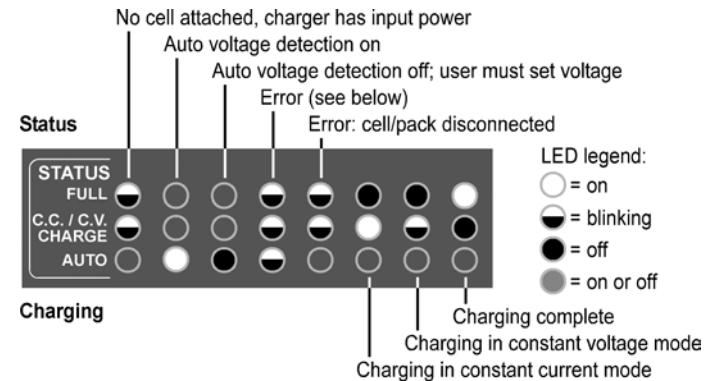 No cell attached, charger has input power
Auto voltage detection on
Auto voltage detection off; user must set voltage
Error (see below)
Status
Error: cell/pack disconnected
LED legend:
STATUS
FULL
C.C. / C.V.
CHARGE
AUTO
= on
= blinking
= off
= on or off
Charging
Charging complete
Charging in constant voltage mode
Charging in constant current mode